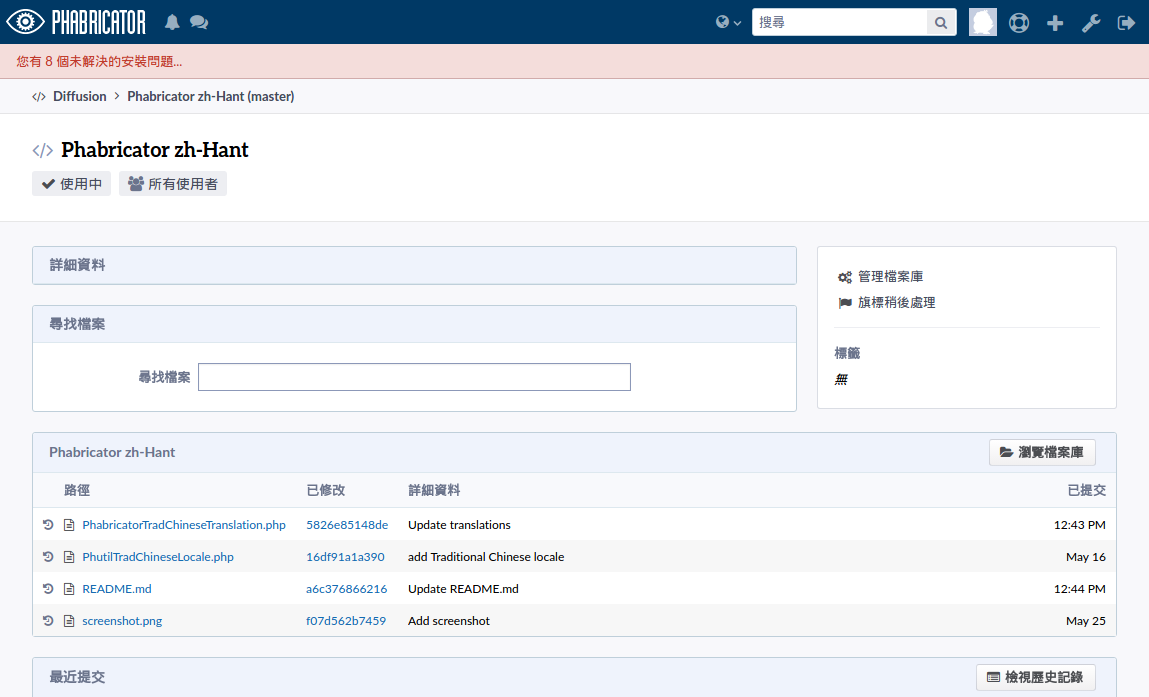 PHABRICATOR
搜尋
您有 8 個未解決的安裝問題...
Diffusion > Phabricator zh-Hant (master)
Phabricator zh-Hant
使用中 所有使用者
詳細資料
尋找檔案
尋找檔案
管理檔案庫
旗標稍後處理
標籤
無
Phabricator zh-Hant 瀏覽檔案庫
路徑 已修改 詳細資料 已提交
PhabricatorTradChineseTranslation.php 5826e85148de Update translations 12:43 PM
PhutilTradChineseLocale.php 16df91a1a390 add Traditional Chinese locale May 16
README.md a6c376866216 Update README.md 12:44 PM
screenshot.png f07d562b7459 Add screenshot May 25
最近提交 檢視歷史記錄